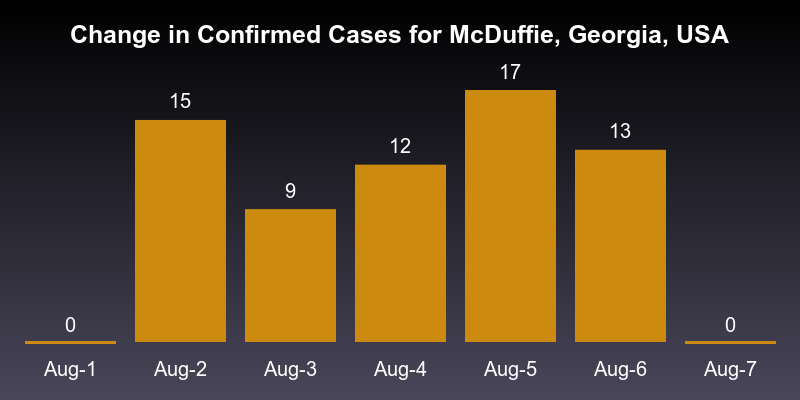 Change in Confirmed Cases for McDuffie, Georgia, USA
0
15
9
12
17
13
0
Aug-1
Aug-2
Aug-3
Aug-4
Aug-5
Aug-6
Aug-7